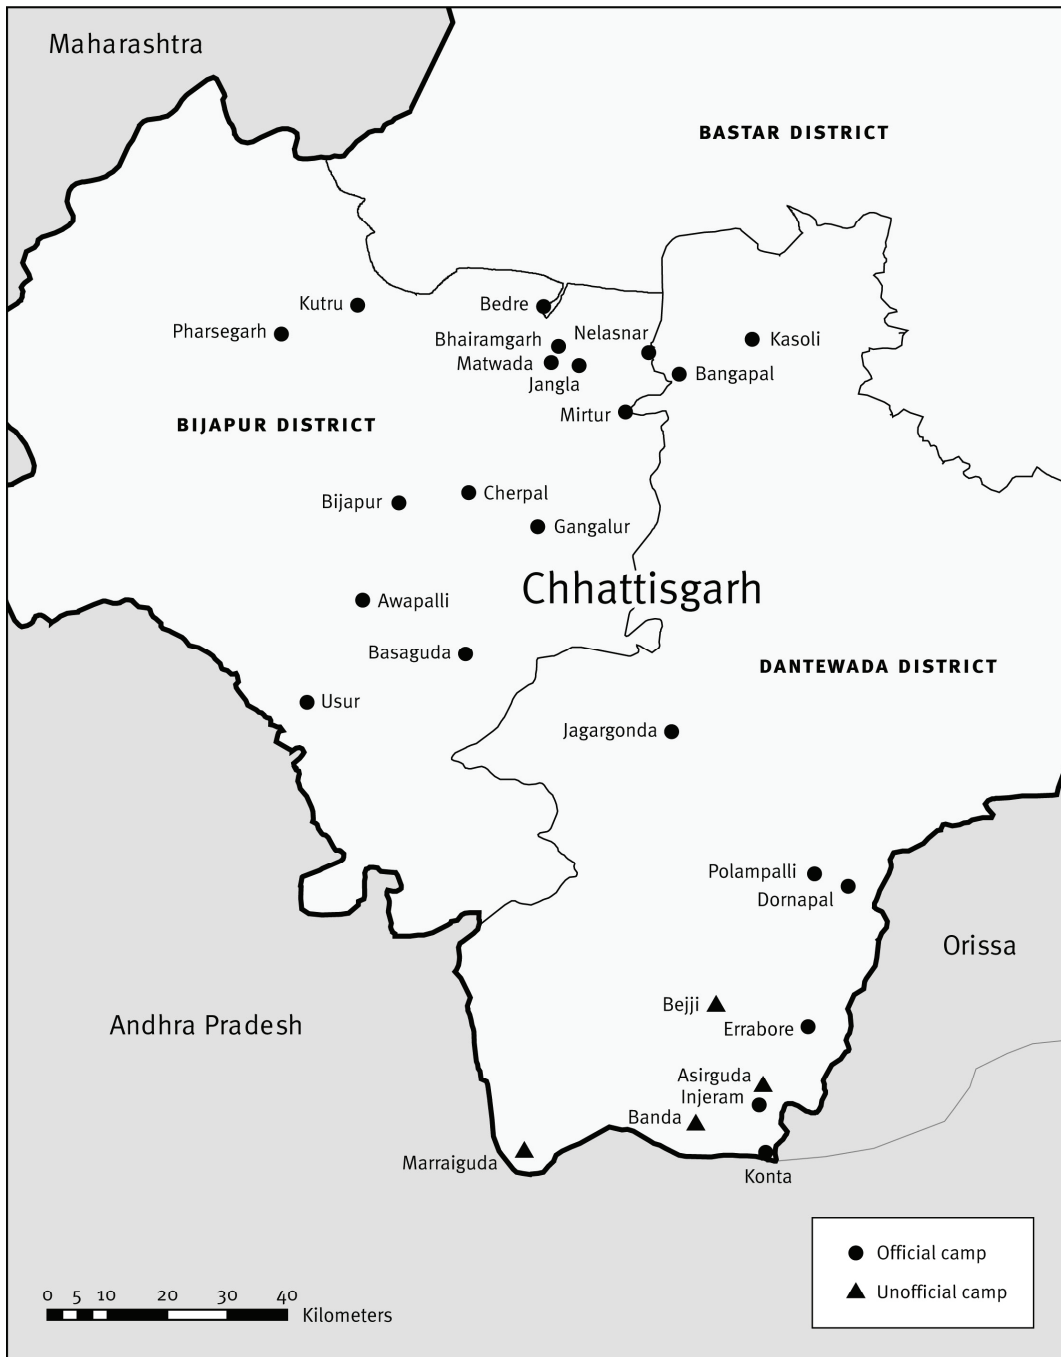 Maharashtra
BASTAR DISTRICT
Kutru
Bedre
Pharsegarh
Bhairamgarh
Nelasnar
Kasoli
Matwada
Jangla
Bangapal
Mirtur
BIJAPUR DISTRICT
Bijapur
Cherpal
Gangalur
Chhattisgarh
Awapalli
Basaguda
DANTEWADA DISTRICT
Usur
Jagargonda
Polampalli
Dornapal
Orissa
Bejji
Andhra Pradesh
Errabore
Asirguda
Injeram
Banda
Marraiguda
Konta
Official camp
Unofficial camp
0 5 10 20 30 40
Kilometers